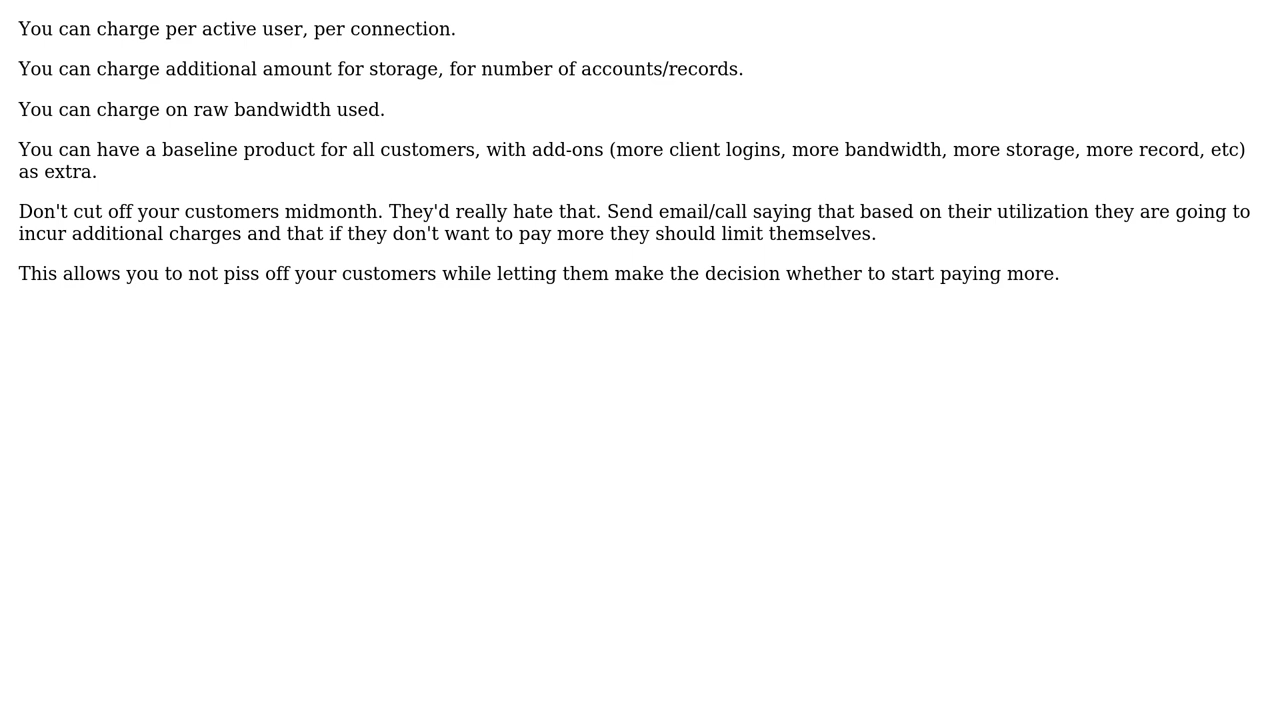 You can charge per active user, per connection.
You can charge additional amount for storage, for number of accounts/records.
You can charge on raw bandwidth used.
You can have a baseline product for all customers, with add-ons (more client logins, more bandwidth, more storage, more record, etc)
as extra.
Don't cut off your customers midmonth. They'd really hate that. Send email/call saying that based on their utilization they are going to
incur additional charges and that if they don't want to pay more they should limit themselves.
This allows you to not piss off your customers while letting them make the decision whether to start paying more.